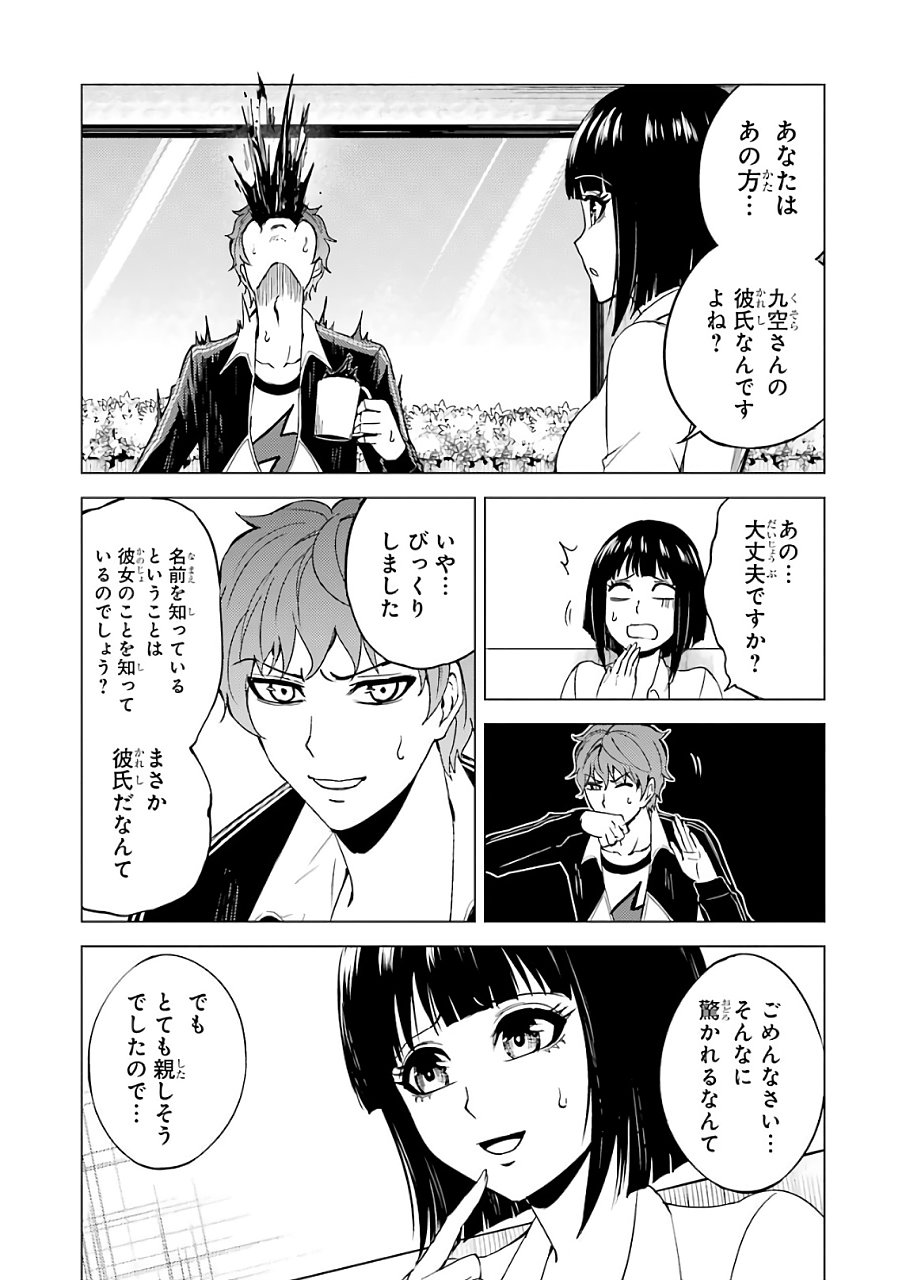 あなたは
あの方…
九空さんの
彼氏なんです
よね?
あの…
大丈夫ですか?
いや…
びっくり
しました
名前を知っている
ということは
彼女のことを知って
いるのでしょう?
まさか
彼氏だなんて
ごめんなさい…
そんなに
驚かれるなんて
でも
とても親しそう
でしたので…